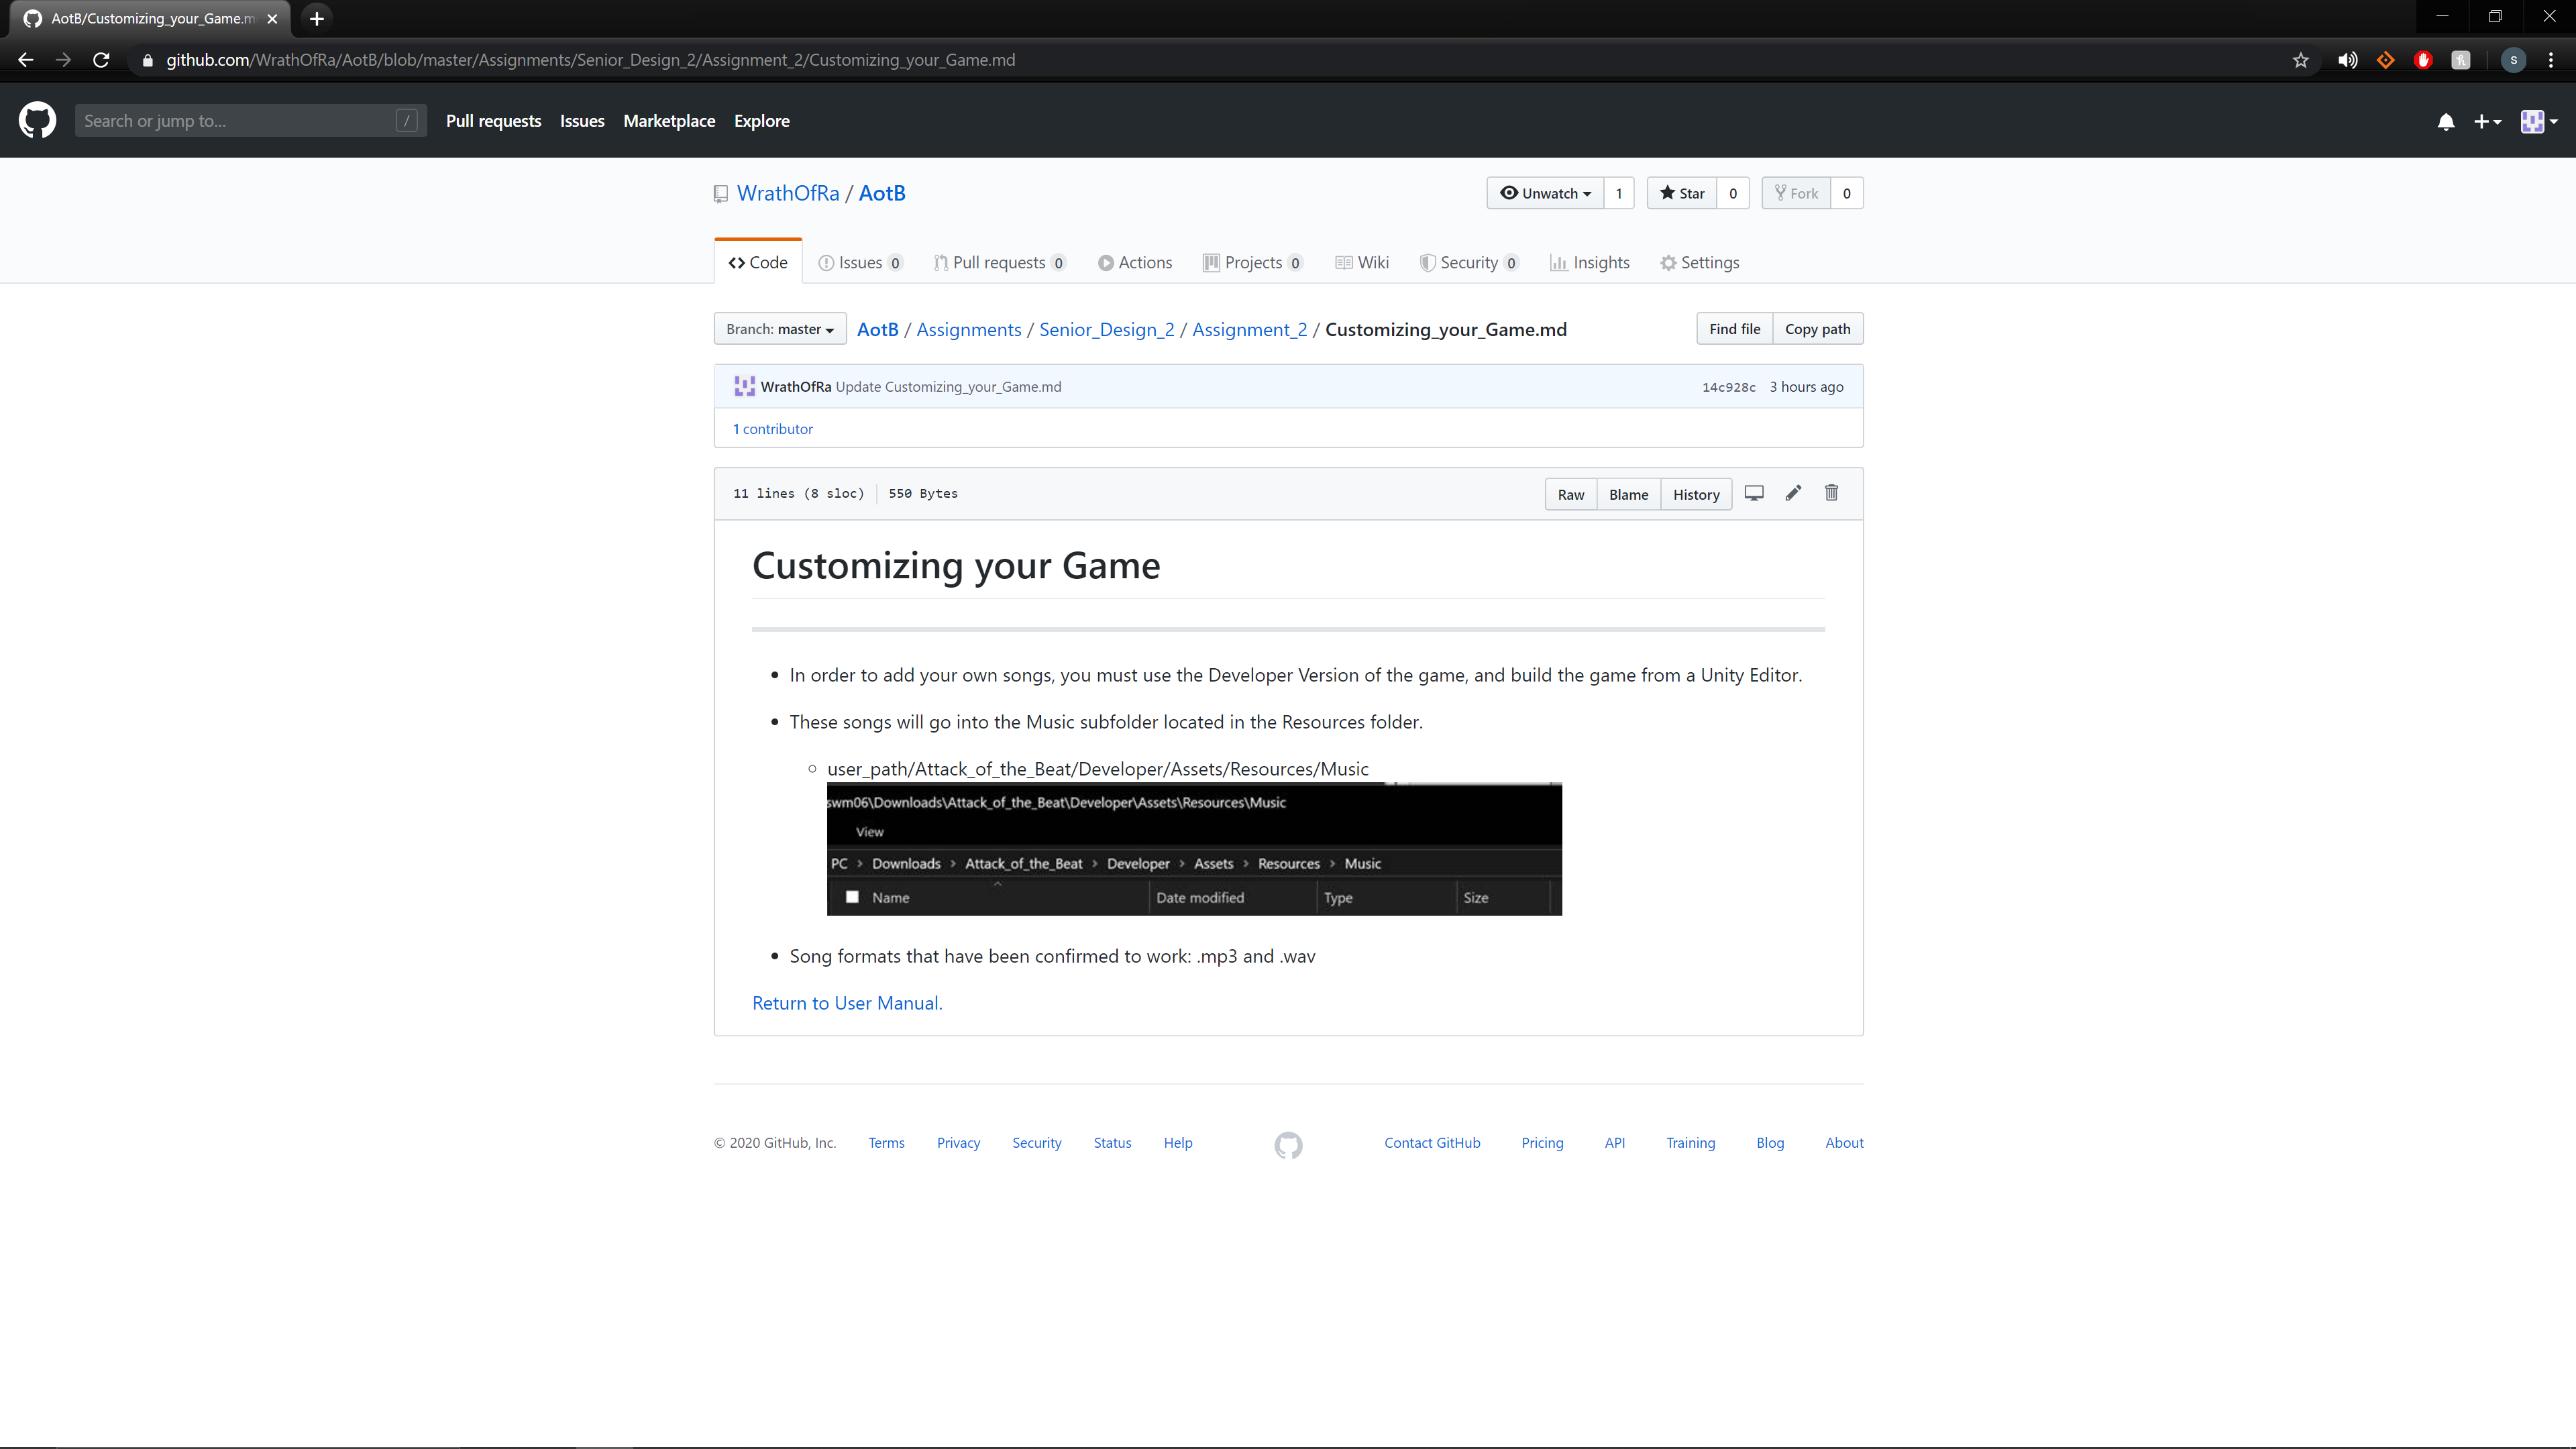 AotB/Customizing_your_Game.m
github.com/WrathOfRa/AotB/blob/master/Assignments/Senior_Design_2/Assignment_2/Customizing_your_Game.md
S
Search or jump to... / Pull requests Issues Marketplace Explore
WrathOfRa / AotB
Unwatch 1 Star 0 Fork 0
Code Issues 0 Pull requests 0 Actions Projects 0 Wiki Security 0 Insights Settings
Branch: master AotB / Assignments / Senior_Design_2 / Assignment_2 / Customizing_your_Game.md Find file Copy path
WrathOfRa Update Customizing_your_Game.md 14c928c 3 hours ago
1 contributor
11 lines (8 sloc) 550 Bytes Raw Blame History
Customizing your Game
In order to add your own songs, you must use the Developer Version of the game, and build the game from a Unity Editor.
These songs will go into the Music subfolder located in the Resources folder.
user_path/Attack_of_the_Beat/Developer/Assets/Resources/Music
swm06\Downloads\Attack_of_the_Beat\Developer\Assets\Resources\Music
View
PC > Downloads > Attack_of_the_Beat > Developer > Assets > Resources > Music
Name Date modified Type Size
Song formats that have been confirmed to work: .mp3 and .wav
Return to User Manual.
© 2020 GitHub, Inc. Terms Privacy Security Status Help Contact GitHub Pricing API Training Blog About